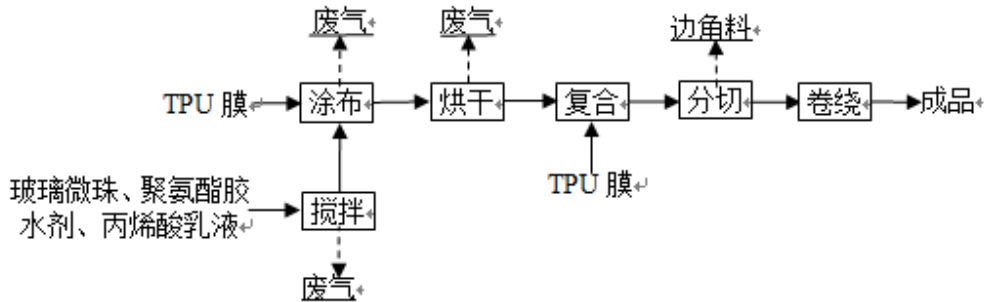 废气
废气
边角料
TPU 膜
涂布
烘干
复合
分切
卷绕
成品
TPU 膜
玻璃微珠、聚氨酯胶
水剂、丙烯酸乳液
搅拌
废气